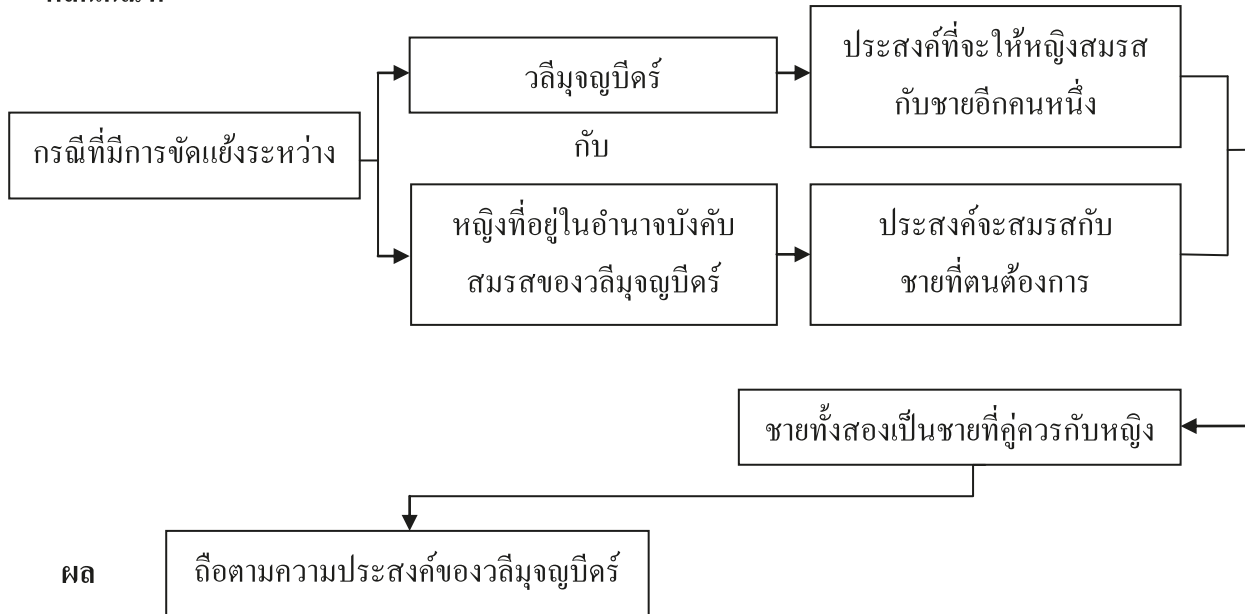 กรณีที่มีการขัดแย้งระหว่าง
วลีมุจญบีดร์
กับ
หญิงที่อยู่ในอำนาจบังคับ
สมรสของวลีมุจญบีดร์
ประสงค์ที่จะให้หญิงสมรส
กับชายอีกคนหนึ่ง
ประสงค์จะสมรสกับ
ชายที่ตนต้องการ
ชายทั้งสองเป็นชายที่คู่ควรกับหญิง
ผล
ถือตามความประสงค์ของวลีมุจญบีดร์